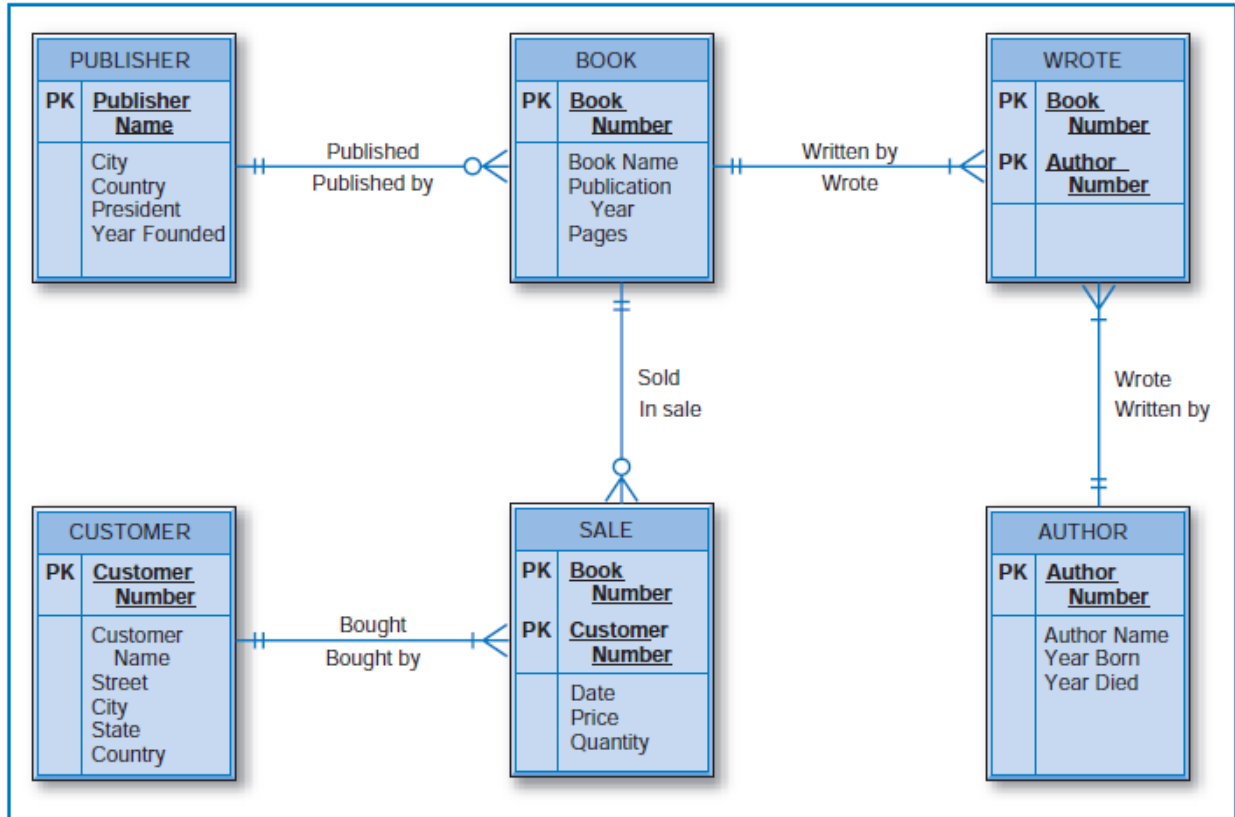 PUBLISHER
PK Publisher
Name
City
Country
President
Year Founded
Published
Published by
BOOK
PK Book
Number
Book Name
Publication
Year
Pages
Written by
Wrote
WROTE
PK Book
Number
PK Author
Number
Sold
In sale
Wrote
Written by
CUSTOMER
PK Customer
Number
Customer
Name
Street
City
State
Country
Bought
Bought by
SALE
PK Book
Number
PK Customer
Number
Date
Price
Quantity
AUTHOR
PK Author
Number
Author Name
Year Born
Year Died